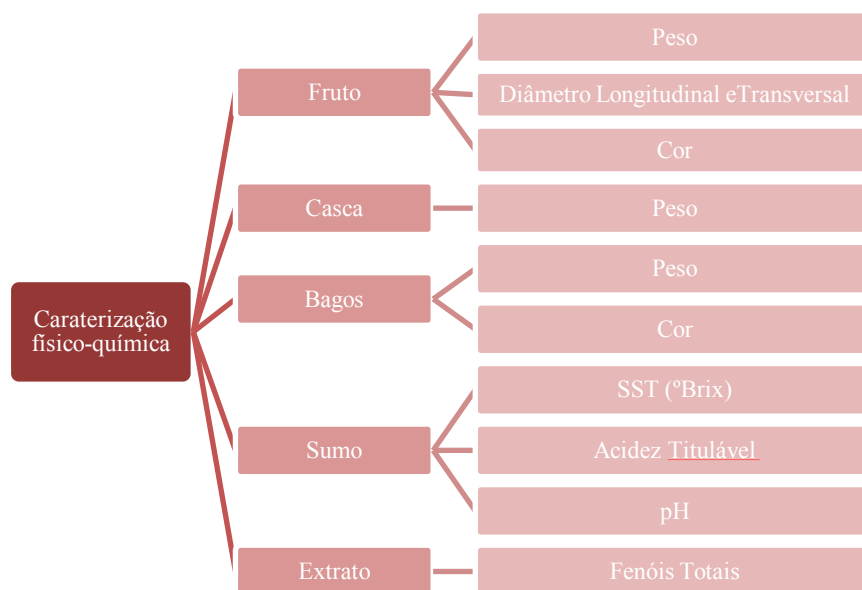 Caraterização
físico-química
Fruto
Peso
Diâmetro Longitudinal eTransversal
Cor
Casca
Peso
Bagos
Peso
Cor
Sumo
SST (ºBrix)
Acidez Titulável
pH
Extrato
Fenóis Totais